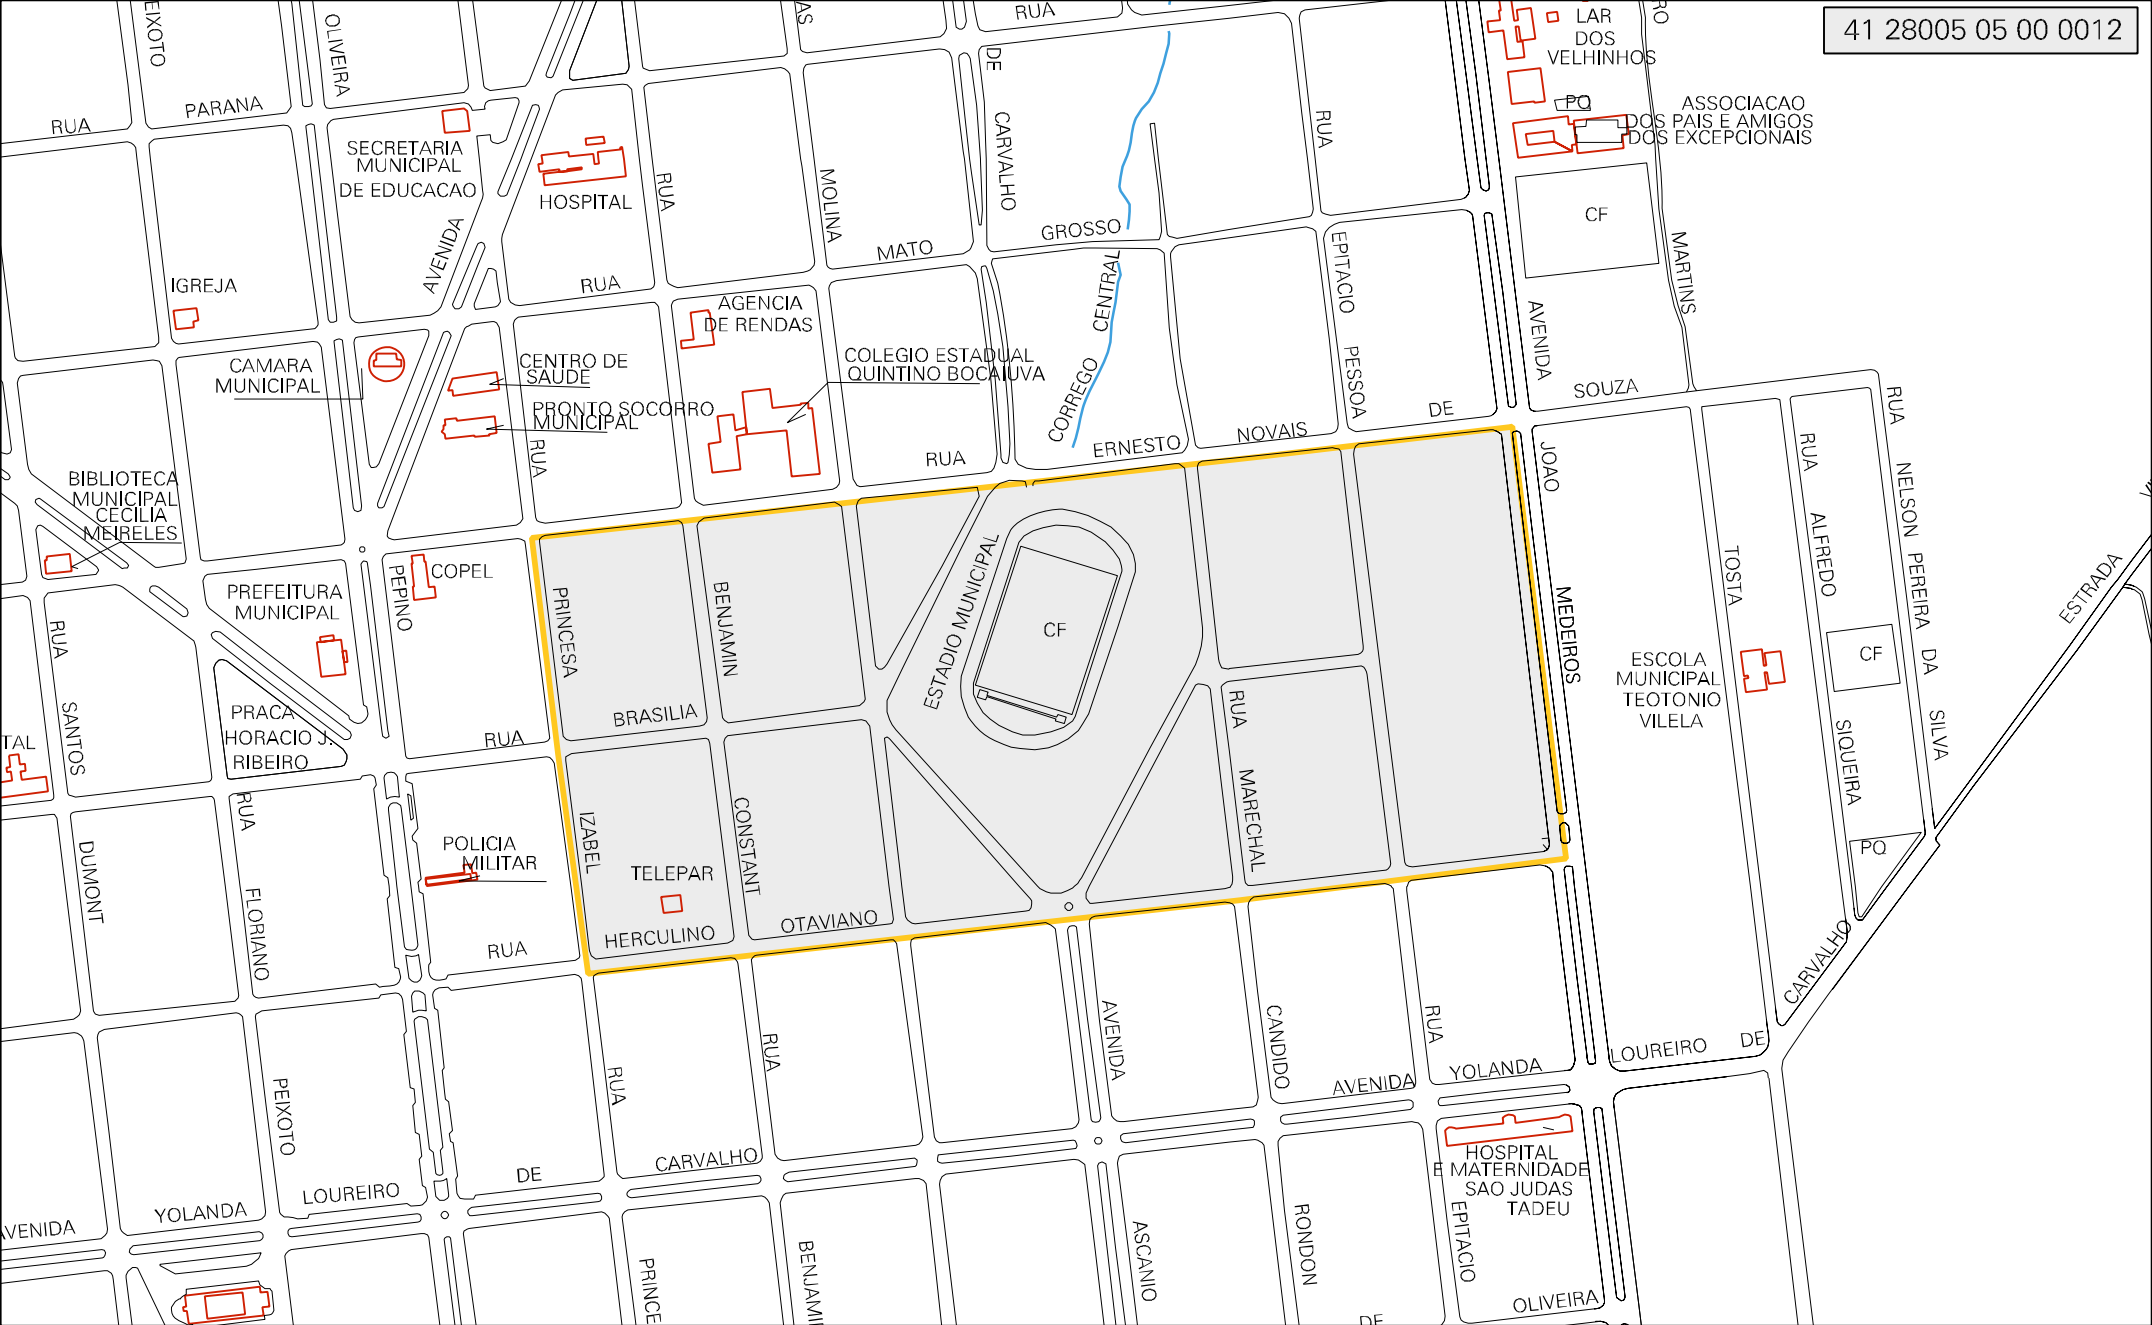 41 28005 05 00 0012
EIXOTO
OLIVEIRA
AS
RUA
DE
LAR
DOS
VELHINHOS
RO
RUA
PARANA
SECRETARIA
MUNICIPAL
DE EDUCACAO
HOSPITAL
RUA
MOLINA
CARVALHO
RUA
PQ
ASSOCIACAO
DOS PAIS E AMIGOS
DOS EXCEPCIONAIS
CF
AVENIDA
RUA
MATO
GROSSO
EPITACIO
PESSOA
MARTINS
AVENIDA
IGREJA
AGENCIA
DE RENDAS
CORREGO CENTRAL
CAMARA
MUNICIPAL
CENTRO DE
SAUDE
PRONTO SOCORRO
MUNICIPAL
COLEGIO ESTADUAL
QUINTINO BOCAIUVA
SOUZA
DE
RUA
RUA
RUA
ERNESTO
NOVAIS
JOAO
RUA
NELSON PERREIRA DA SILVA
BIBLIOTECA
MUNICIPAL
CECILIA
MEIRELES
COPEL
PEPINO
PREFEITURA
MUNICIPAL
PRINCESA
BENJAMIN
ESTADIO MUNICIPAL
CF
MEDEIROS
TOSTA
ALFREDO
ESTRADA
RUA
SANTOS
ESCOLA
MUNICIPAL
TEOTONIO
VILELA
CF
PRACA
HORACIO J.
RIBEIRO
RUA
BRASILIA
RUA
SIQUEIRA
TAL
RUA
IZABEL
CONSTANT
MARECHAL
POLICIA
MILITAR
TELEPAR
PQ
DUMONT
FLORIANO
RUA
HERCULINO
OTAVIANO
CARVALHO
RUA
RUA
AVENIDA
CANDIDO
RUA
PEIXOTO
AVENIDA
YOLANDA
LOUREIRO
DE
HOSPITAL
E MATERNIDADE
SAO JUDAS
TADEU
AVENIDA
YOLANDA
LOUREIRO
DE
CARVALHO
PRINCE
BENJAMI
ASCANIO
RONDON
EPITACIO
OLIVEIRA
DE